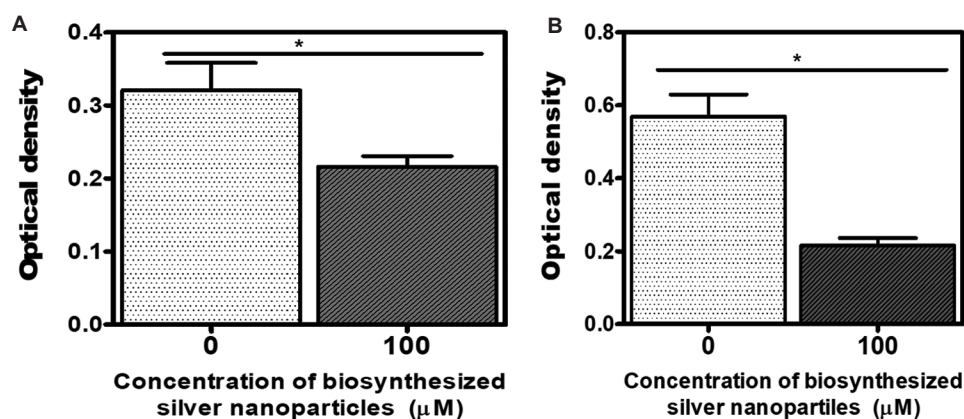 A
Optical density
0.4
0.3
0.2
0.1
0.0
*
0
100
Concentration of biosynthesized
silver nanoparticles (μM)
B
Optical density
0.8
0.6
0.4
0.2
0.0
*
0
100
Concentration of biosynthesized
silver nanopartiles (μM)